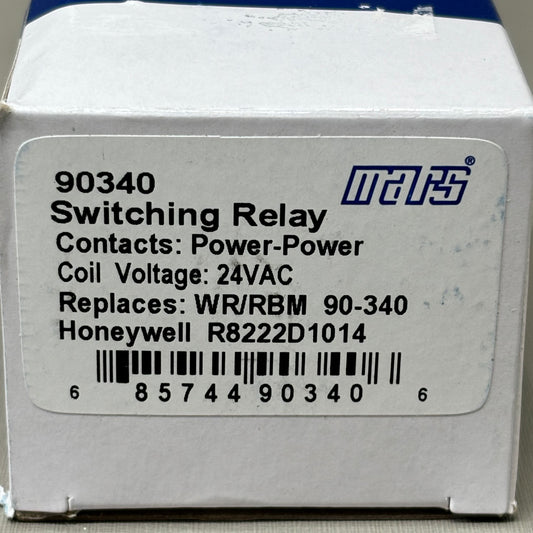 90340
mars®
Switching Relay
Contacts: Power-Power
Coil Voltage: 24VAC
Replaces: WR/RBM 90-340
Honeywell R8222D1014
6 85744 90340 6